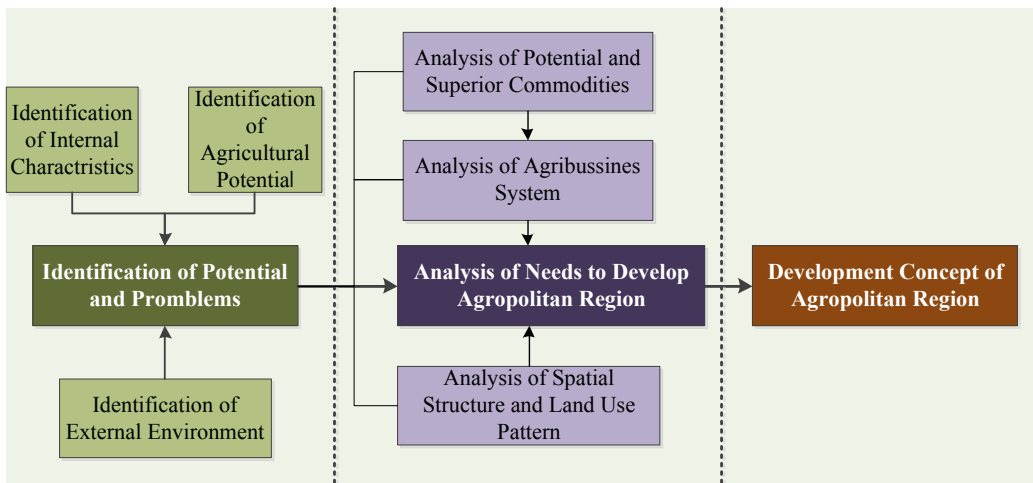 Identification
of Internal
Charactristics
Identification
of
Agricultural
Potential
Identification of Potential
and Promblems
Identification of
External Environment
Analysis of Potential and
Superior Commodities
Analysis of Agribussines
System
Analysis of Needs to Develop
Agropolitan Region
Analysis of Spatial
Structure and Land Use
Pattern
Development Concept of
Agropolitan Region